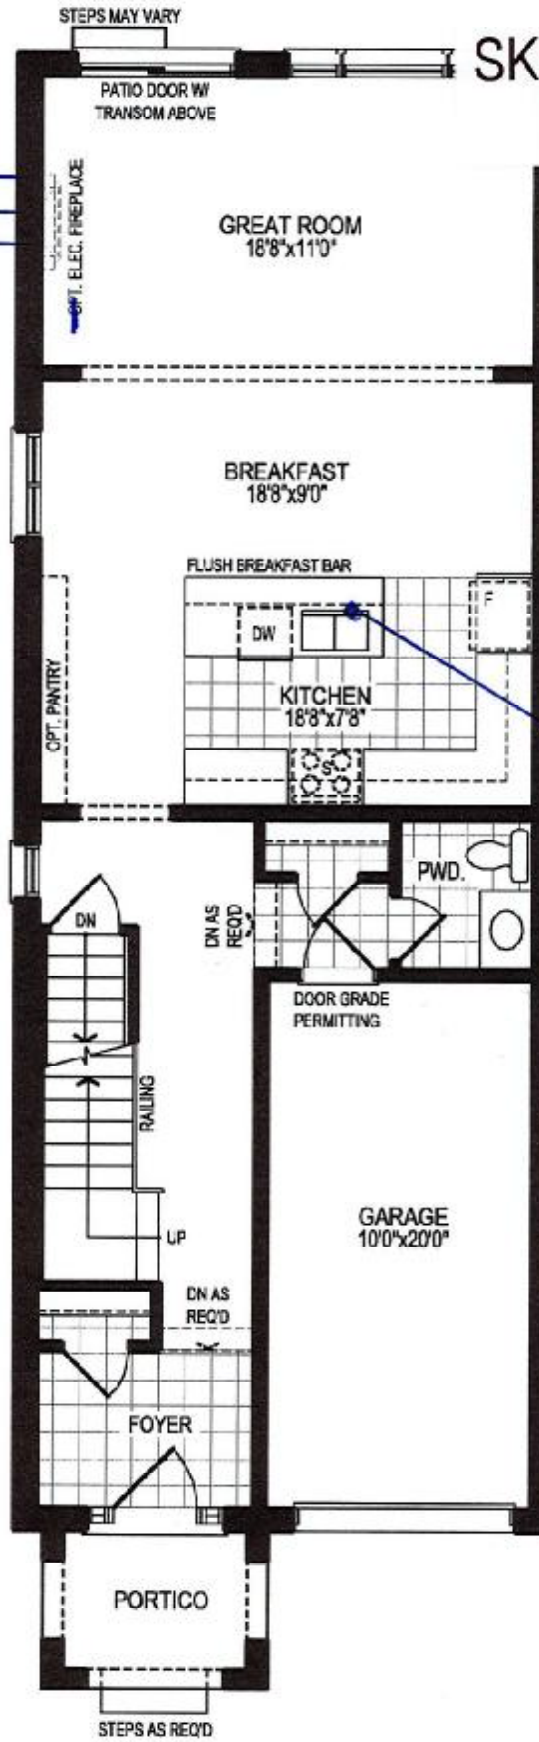 STEPS MAY VARY
SK
PATIO DOOR W/
TRANSOM ABOVE
OPT. ELEC. FIREPLACE
GREAT ROOM
18'8"x11'0"
BREAKFAST
18'8"x9'0"
FLUSH BREAKFAST BAR
F
DW
OPT. PANTRY
KITCHEN
18'8"x7'8"
S
PWD.
DN
DN AS
REQ'D
DOOR GRADE
PERMITTING
RAILING
GARAGE
10'0"x20'0"
UP
DN AS
REQ'D
FOYER
PORTICO
STEPS AS REQ'D